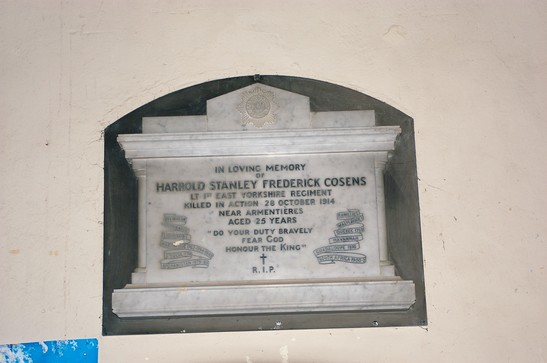 IN LOVING MEMORY
OF
HARROLD STANLEY FREDERICK COSENS
LT 1ST EAST YORKSHIRE REGIMENT
KILLED IN ACTION 28 OCTOBER 1914
NEAR ARMENTIERES
AGED 25 YEARS
"DO YOUR DUTY BRAVELY
FEAR GOD
HONOUR THE KING"
R.I.P.